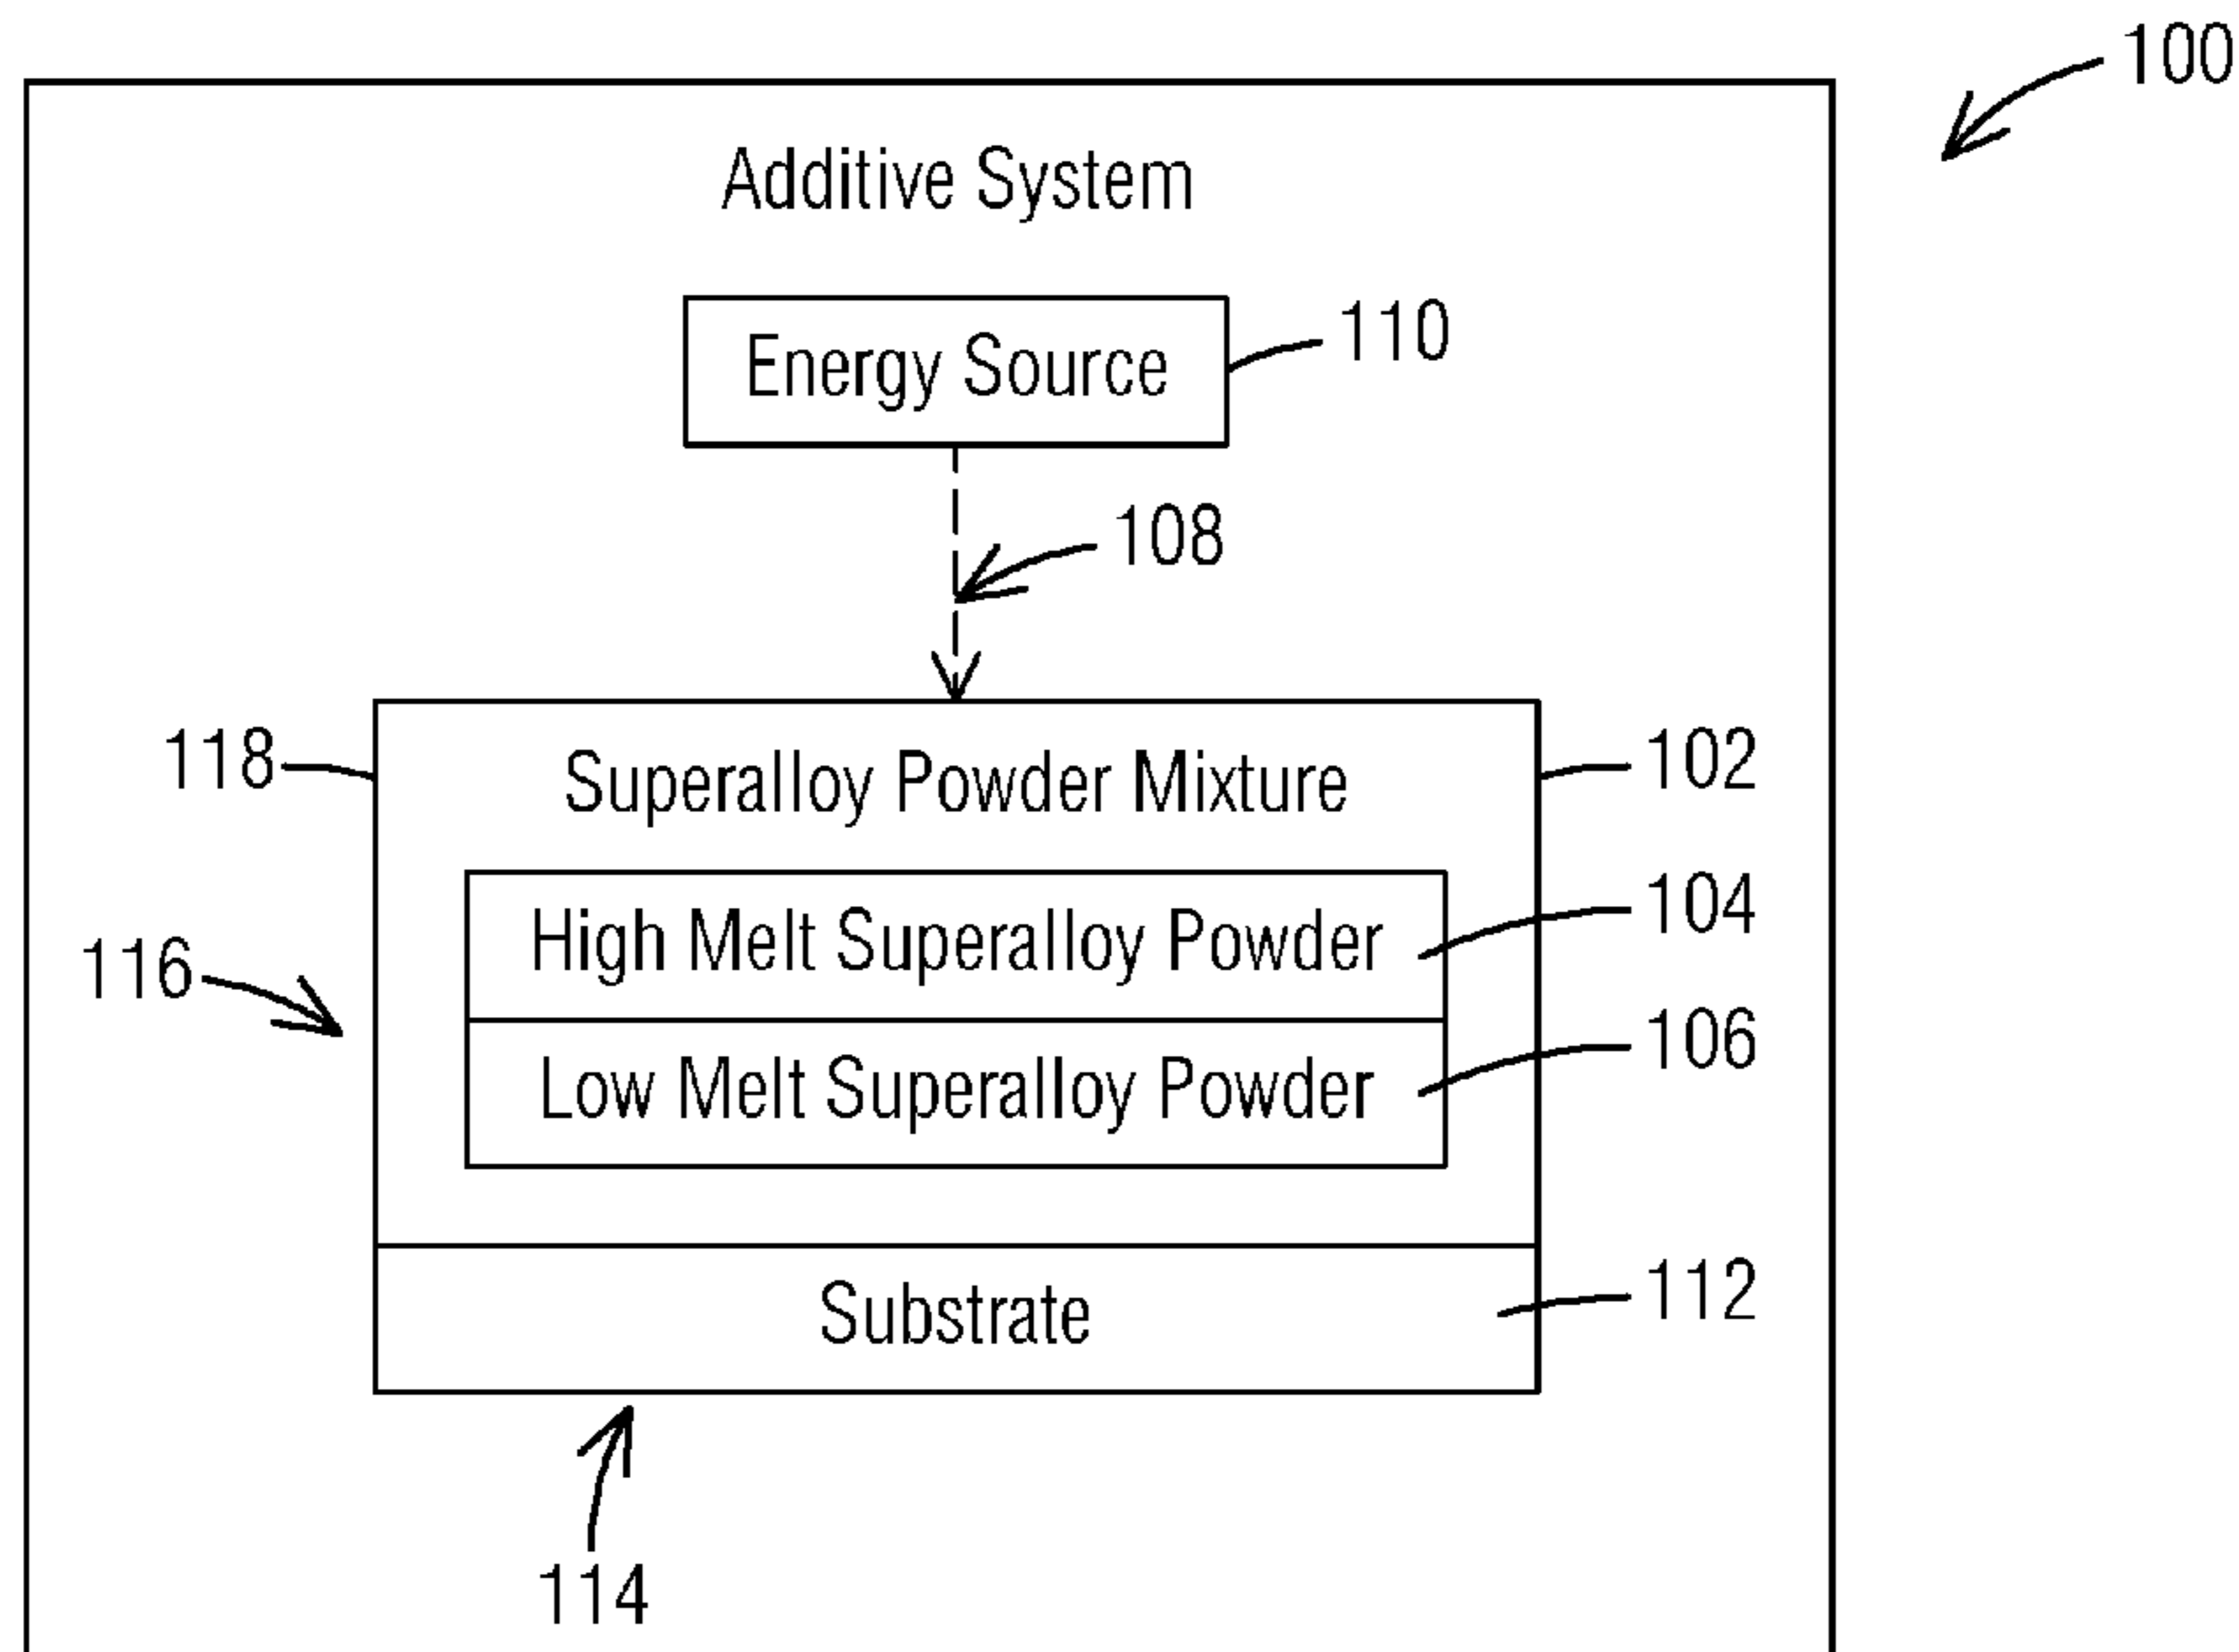 100
Additive System
Energy Source
110
108
118
Superalloy Powder Mixture
102
High Melt Superalloy Powder
104
116
Low Melt Superalloy Powder
106
Substrate
112
114